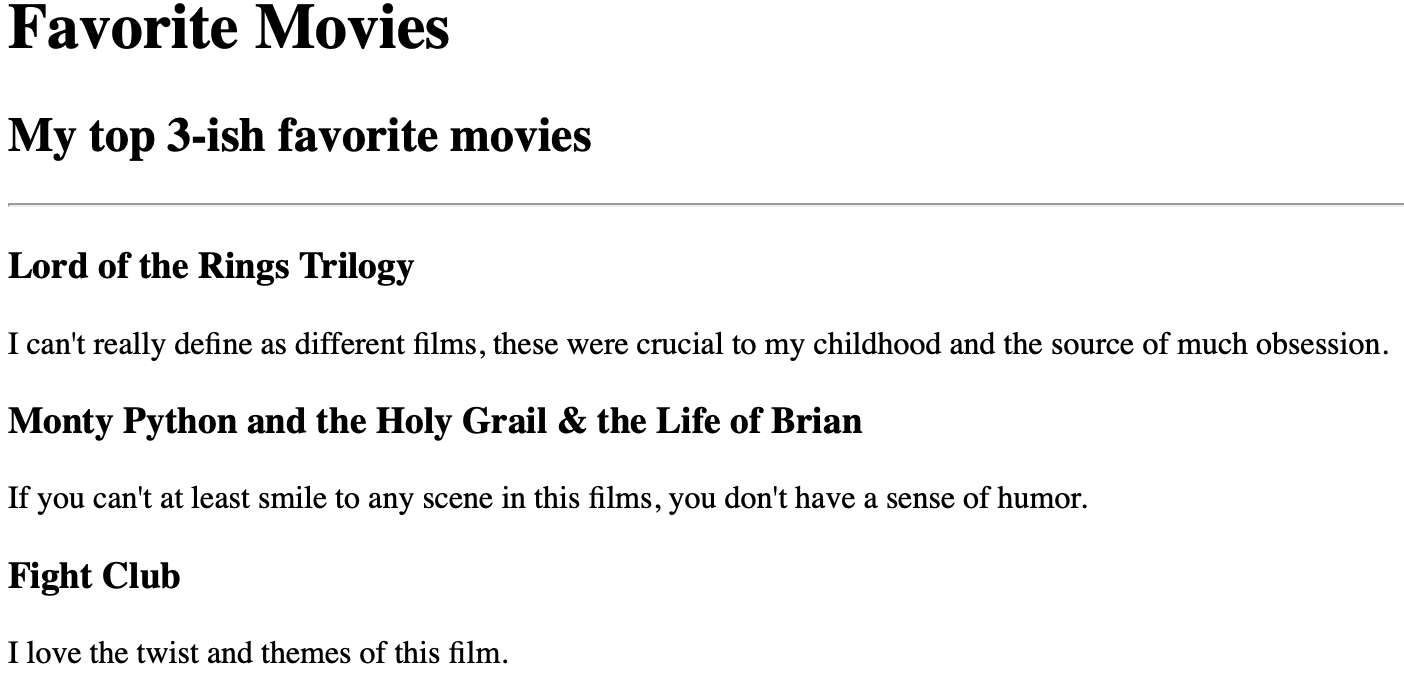 Favorite Movies
My top 3-ish favorite movies
Lord of the Rings Trilogy
I can't really define as different films, these were crucial to my childhood and the source of much obsession.
Monty Python and the Holy Grail & the Life of Brian
If you can't at least smile to any scene in this films, you don't have a sense of humor.
Fight Club
I love the twist and themes of this film.